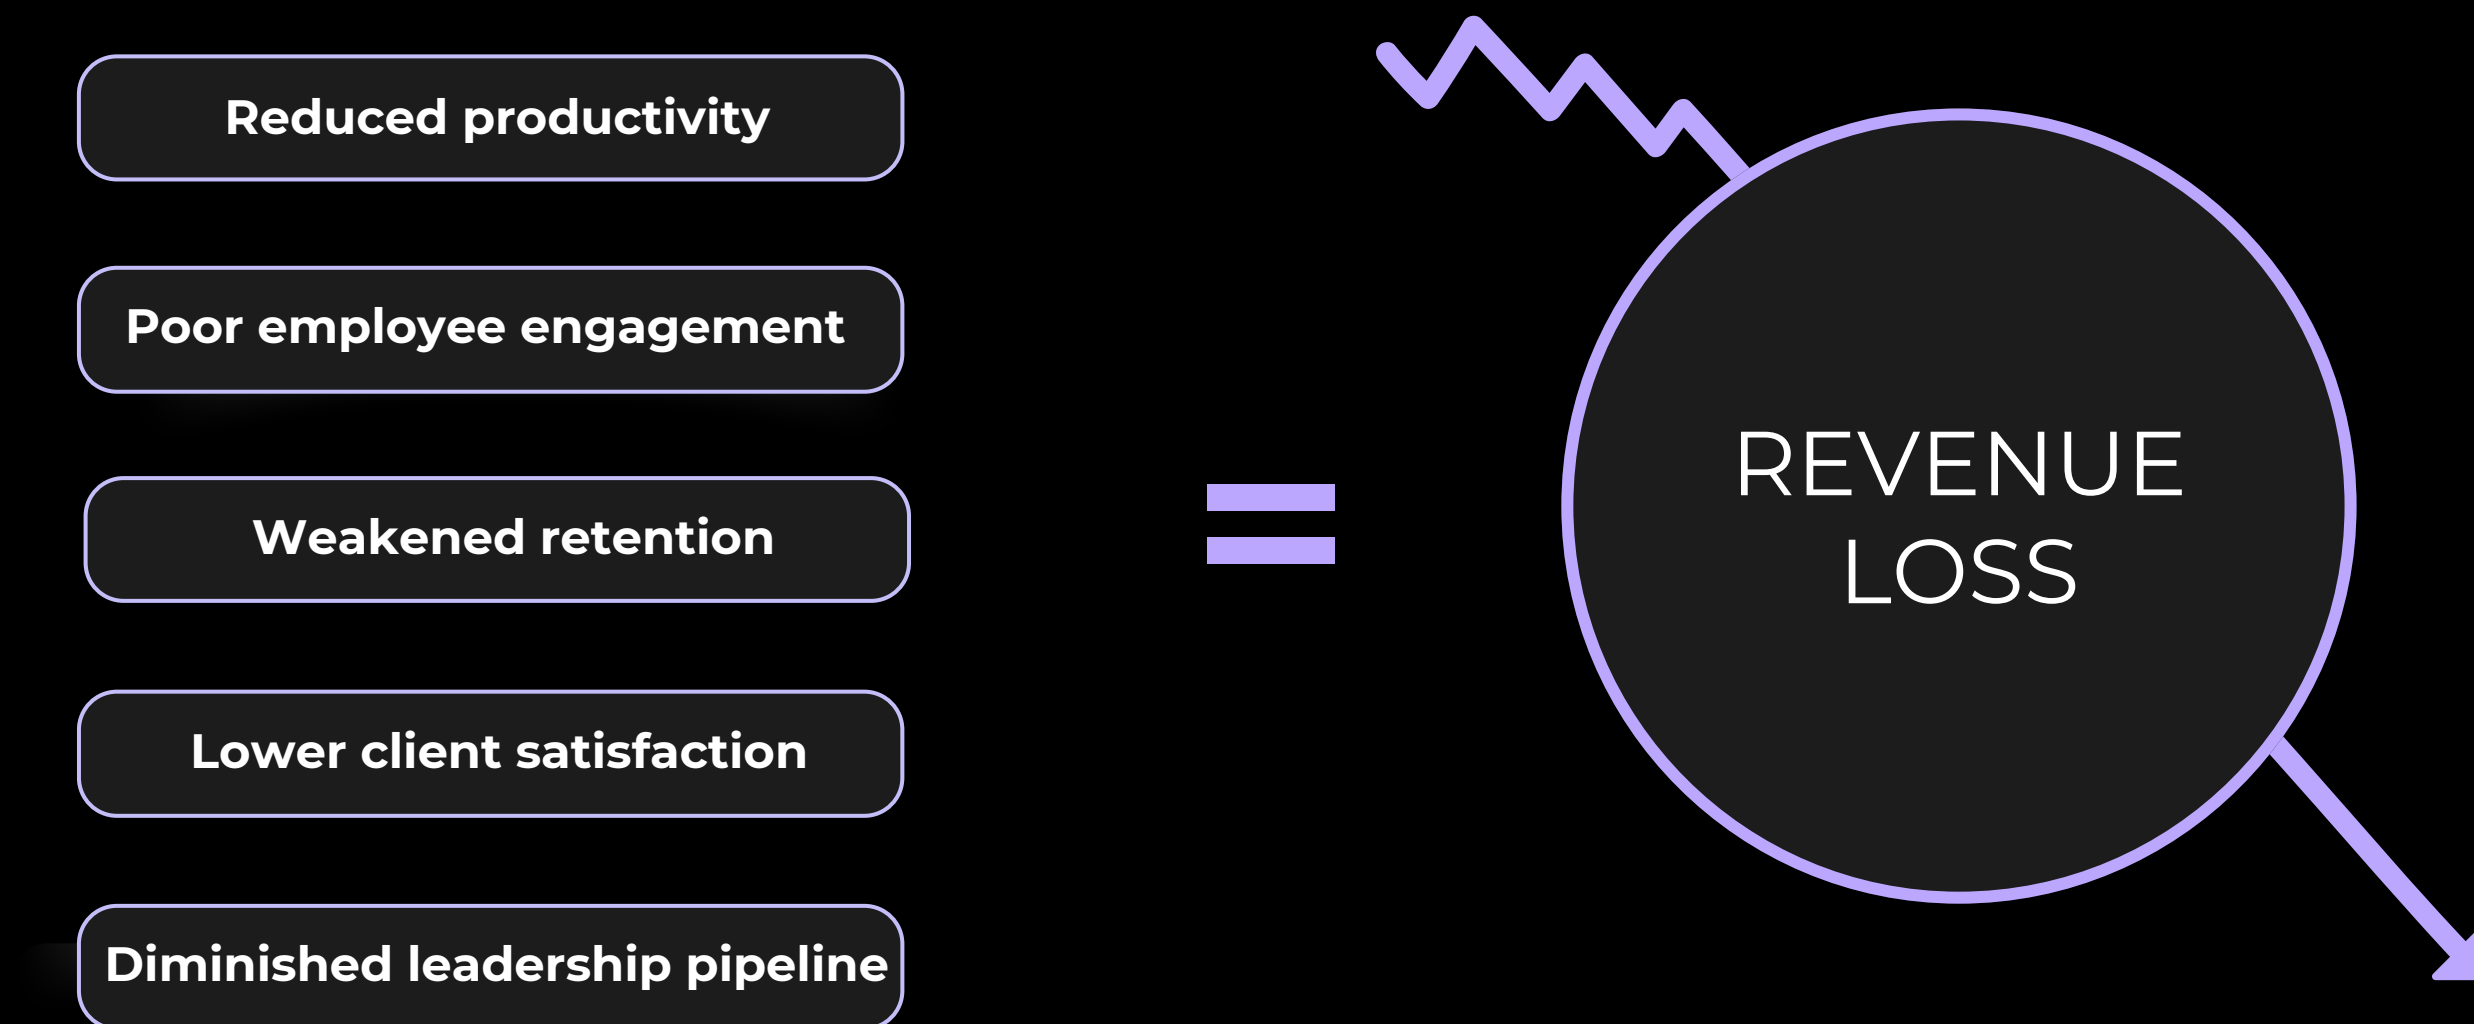 Reduced productivity
Poor employee engagement
Weakened retention
Lower client satisfaction
Diminished leadership pipeline
=
REVENUE
LOSS